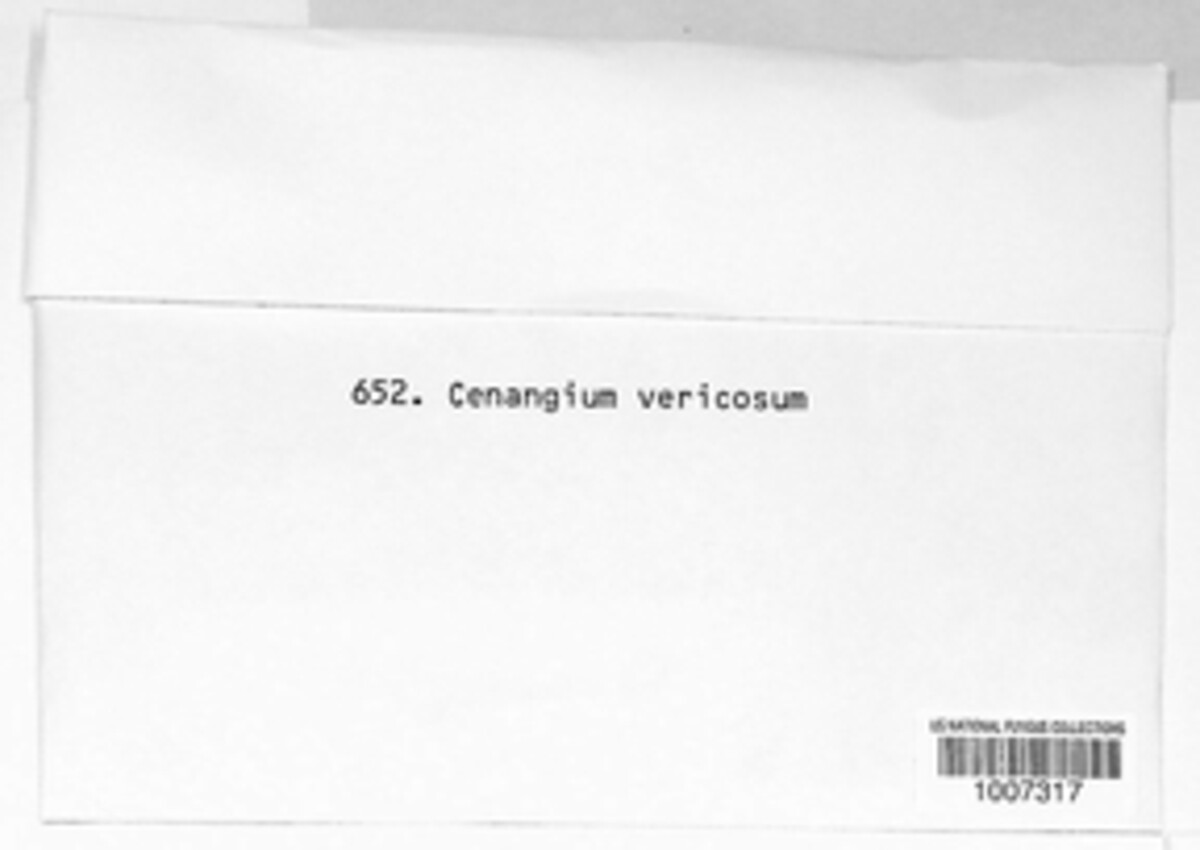 652. Cenangium vericosum
US NATIONAL FUNGUS COLLECTIONS
1007317